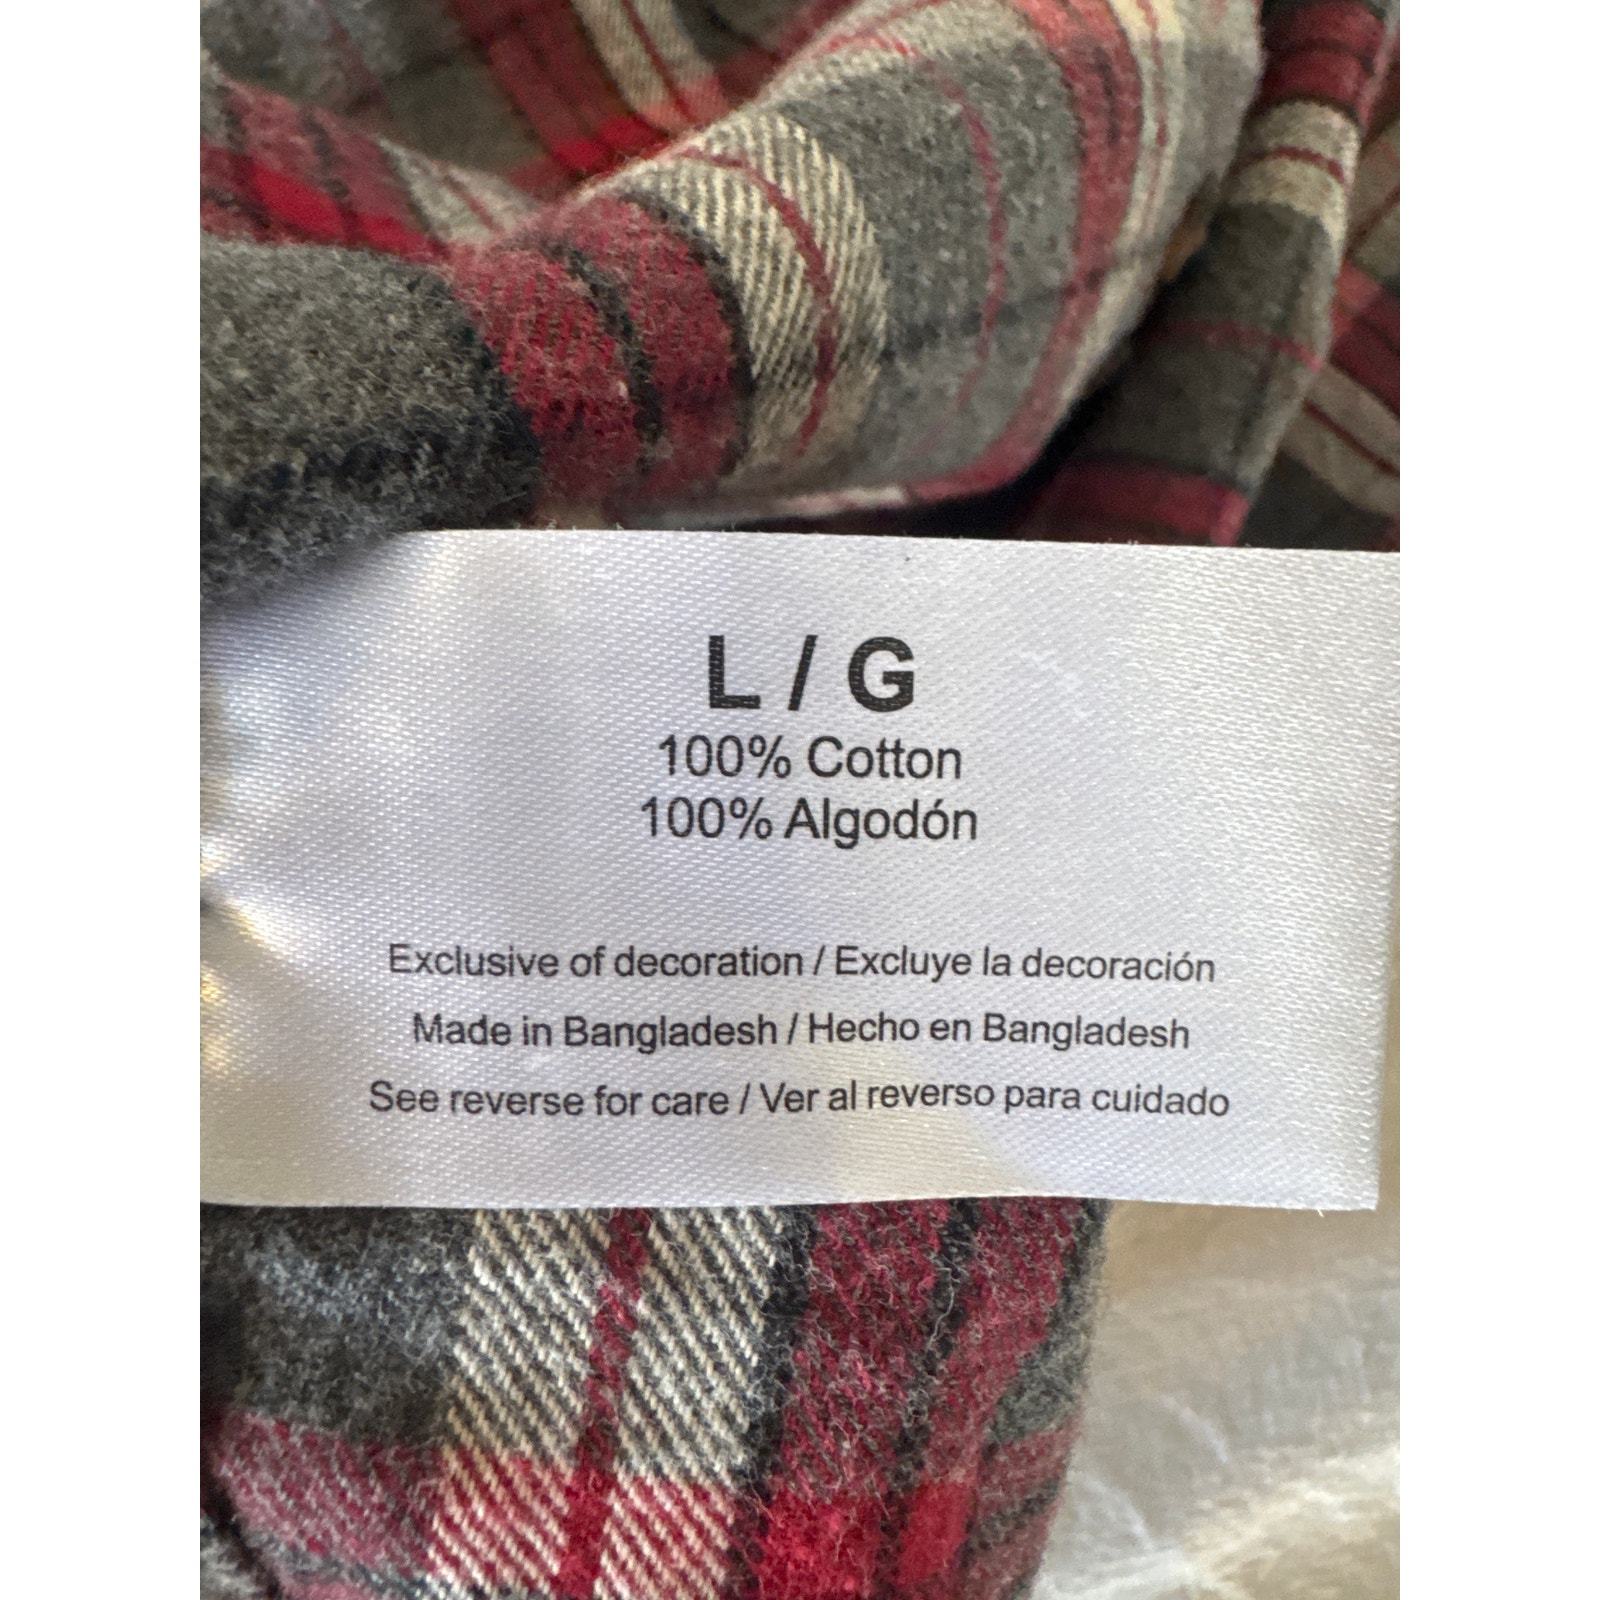 L / G
100% Cotton
100% Algodón
Exclusive of decoration / Excluye la decoración
Made in Bangladesh / Hecho en Bangladesh
See reverse for care / Ver al reverso para cuidado